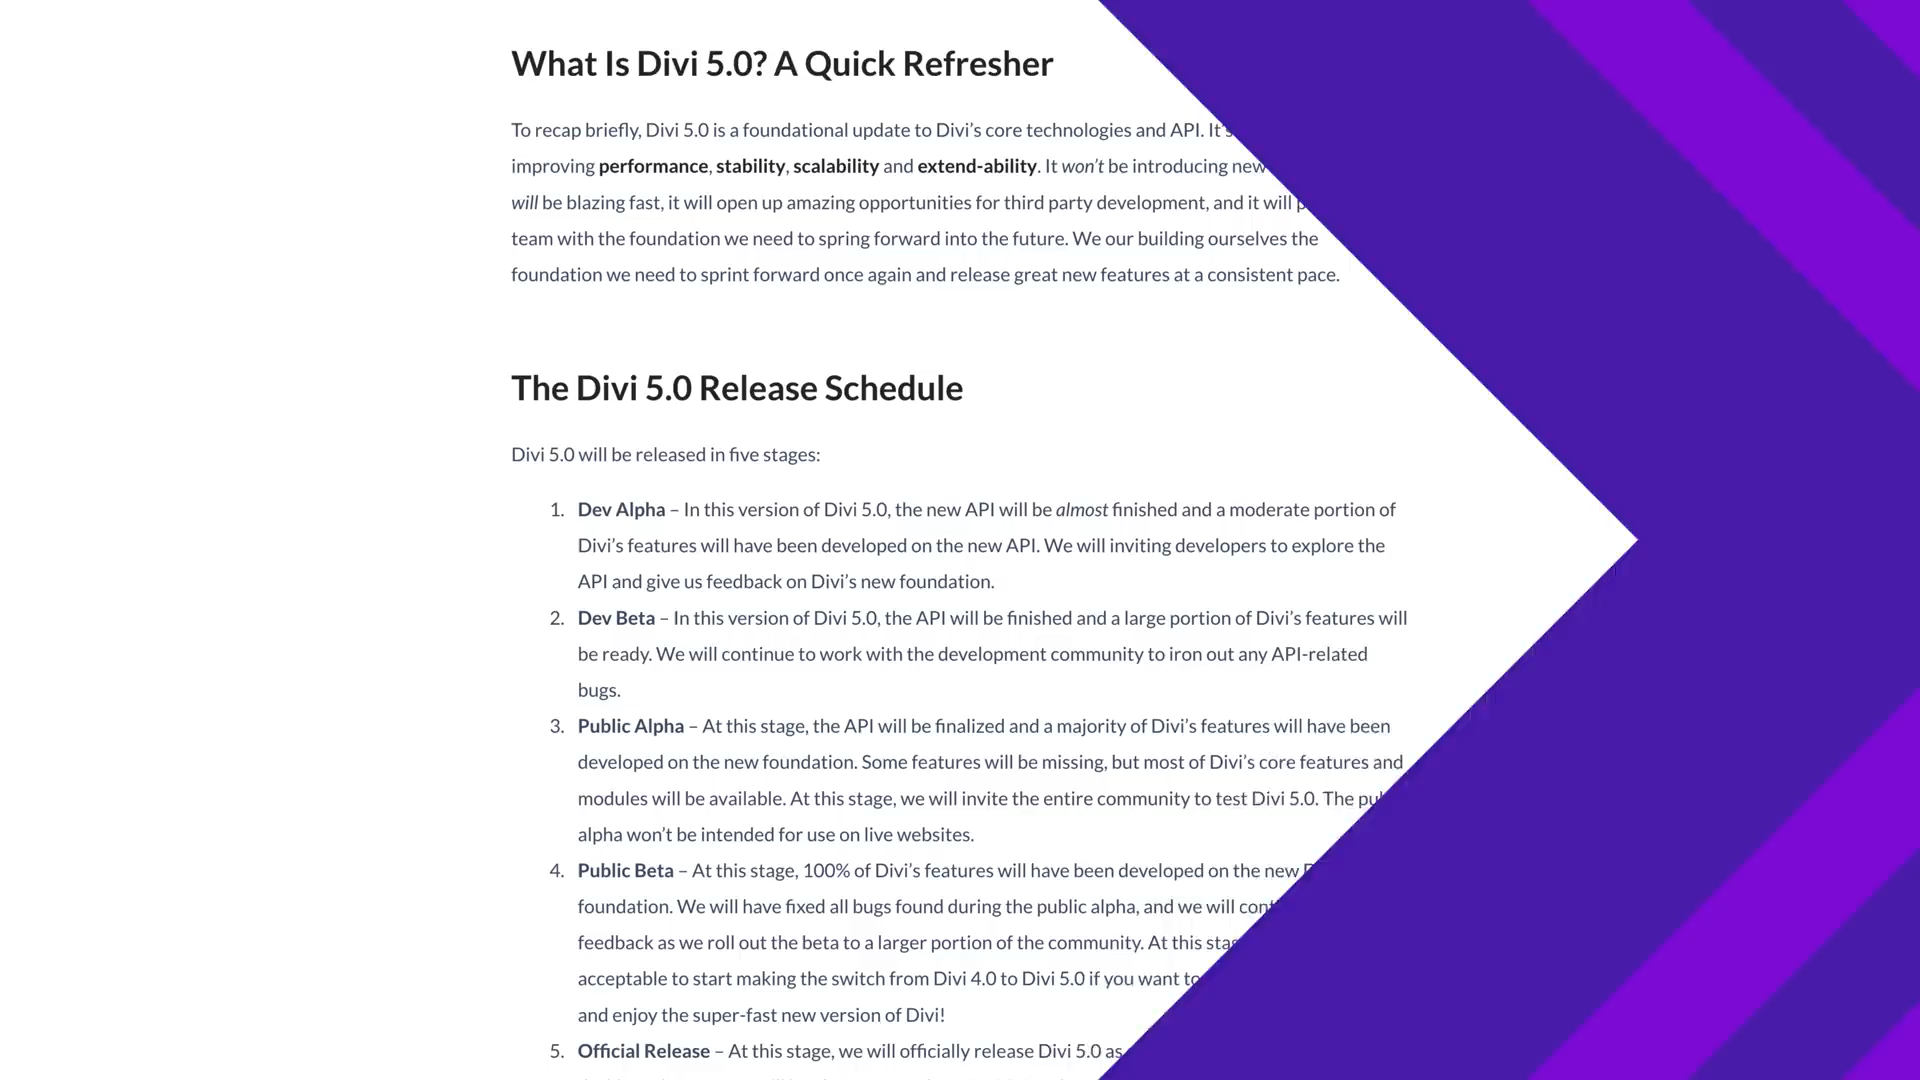 What Is Divi 5.0? A Quick Refresher
To recap briefly, Divi 5.0 is a foundational update to Divi’s core technologies and API. It’s
improving performance, stability, scalability and extend-ability. It won’t be introducing new
will be blazing fast, it will open up amazing opportunities for third party development, and it will
team with the foundation we need to spring forward into the future. We our building ourselves the
foundation we need to sprint forward once again and release great new features at a consistent pace.
The Divi 5.0 Release Schedule
Divi 5.0 will be released in five stages:
1. Dev Alpha – In this version of Divi 5.0, the new API will be almost finished and a moderate portion of
Divi’s features will have been developed on the new API. We will inviting developers to explore the
API and give us feedback on Divi’s new foundation.
2. Dev Beta – In this version of Divi 5.0, the API will be finished and a large portion of Divi’s features will
be ready. We will continue to work with the development community to iron out any API-related
bugs.
3. Public Alpha – At this stage, the API will be finalized and a majority of Divi’s features will have been
developed on the new foundation. Some features will be missing, but most of Divi’s core features and
modules will be available. At this stage, we will invite the entire community to test Divi 5.0. The
alpha won’t be intended for use on live websites.
4. Public Beta – At this stage, 100% of Divi’s features will have been developed on the new
foundation. We will have fixed all bugs found during the public alpha, and we will
feedback as we roll out the beta to a larger portion of the community. At this
acceptable to start making the switch from Divi 4.0 to Divi 5.0 if you want to
and enjoy the super-fast new version of Divi!
5. Official Release – At this stage, we will officially release Divi 5.0 as